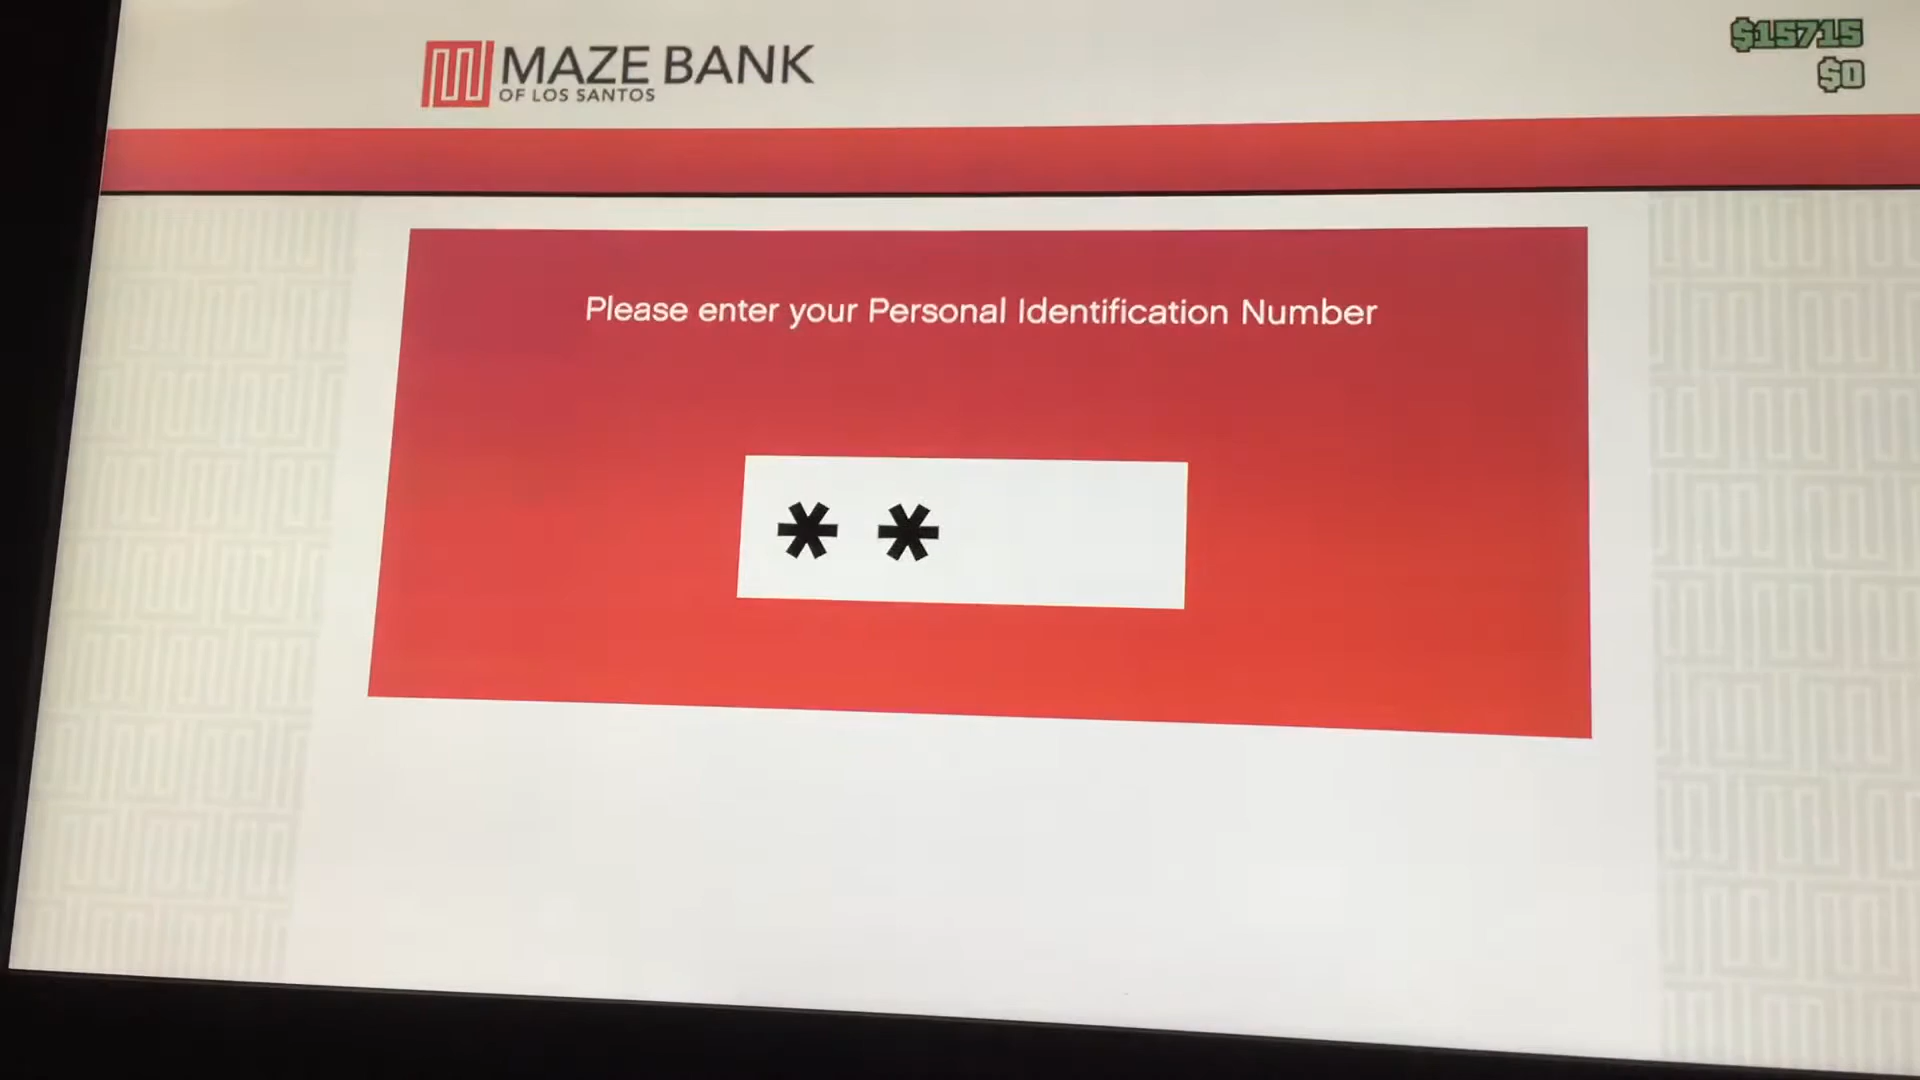 MAZE BANK
OF LOS SANTOS
$15715
$0
Please enter your Personal Identification Number
* *